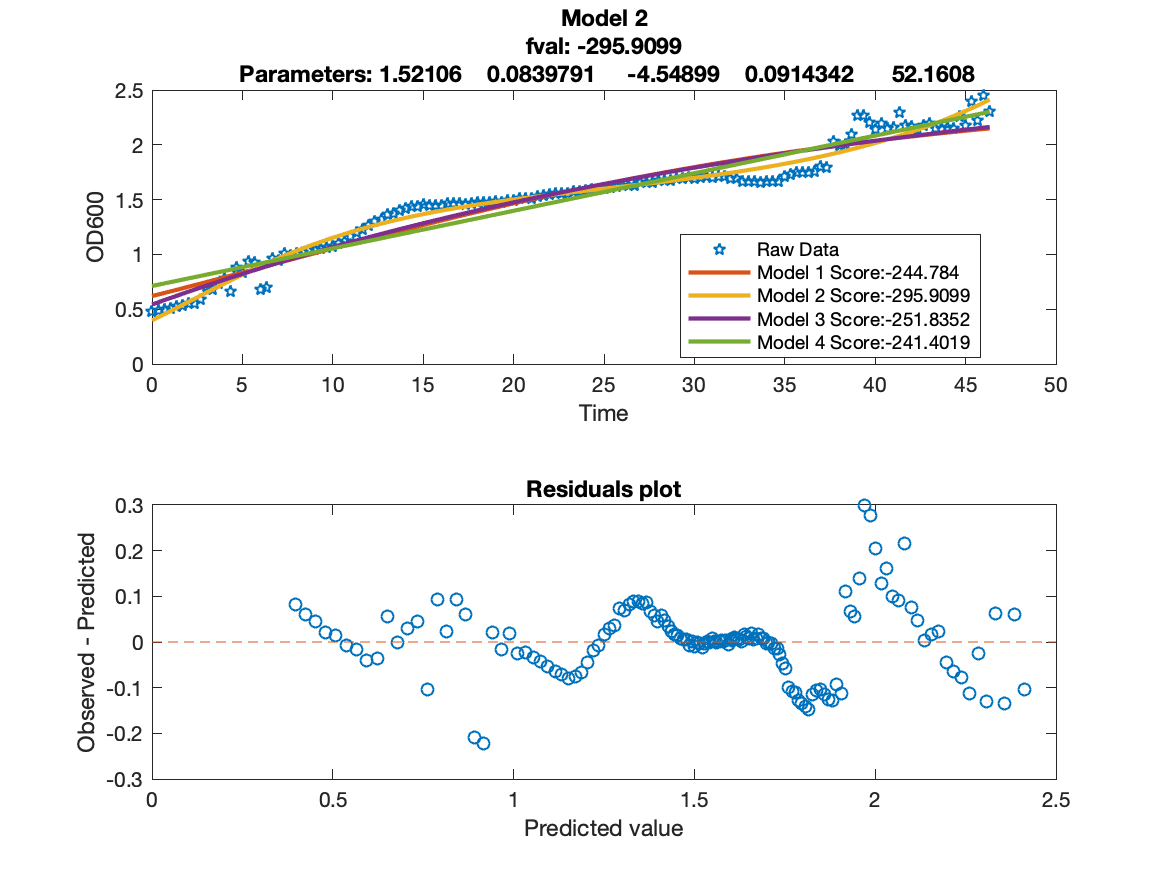 Model 2
fval: -295.9099
Parameters: 1.52106 0.0839791 -4.54899 0.0914342 52.1608
2.5
2
1.5
1
0.5
0
OD600
Raw Data
Model 1 Score:-244.784
Model 2 Score:-295.9099
Model 3 Score:-251.8352
Model 4 Score:-241.4019
0 5 10 15 20 25 30 35 40 45 50
Time
Residuals plot
0.3
0.2
0.1
0
-0.1
-0.2
-0.3
Observed - Predicted
0 0.5 1 1.5 2 2.5
Predicted value